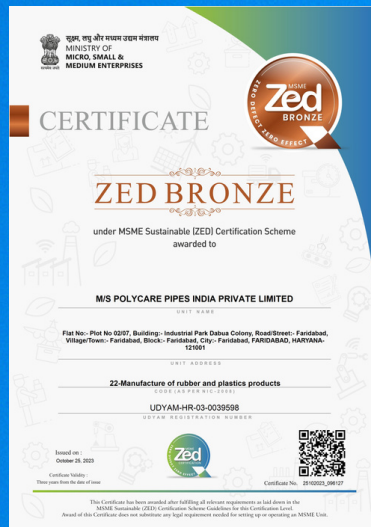 सूक्ष्म, लघु और मध्यम उद्यम मंत्रालय
MINISTRY OF
MICRO, SMALL &
MEDIUM ENTERPRISES
MSME
Zed
BRONZE
ZERO DEFECT ZERO EFFECT
CERTIFICATE
ZED BRONZE
under MSME Sustainable (ZED) Certification Scheme
awarded to
M/S POLYCARE PIPES INDIA PRIVATE LIMITED
UNIT NAME
Flat No:- Plot No 02/07, Building:- Industrial Park Dabua Colony, Road/Street:- Faridabad,
Village/Town:- Faridabad, Block:- Faridabad, City:- Faridabad, FARIDABAD, HARYANA-
121001
UNIT ADDRESS
22-Manufacture of rubber and plastics products
CODE (AS PER NIC-2008)
UDYAM-HR-03-0039598
UDYAM REGISTRATION NUMBER
Issued on :
October 25, 2023
Certificate Validity :
Three years from the date of issue
Zed
Certificate No. 25102023_096127
This Certificate has been awarded after fulfilling all relevant requirements as laid down in the
MSME Sustainable (ZED) Certification Scheme Guidelines for this Certification Level.
Award of this Certificate does not substitute any legal requirement needed for setting up or operating an MSME Unit.